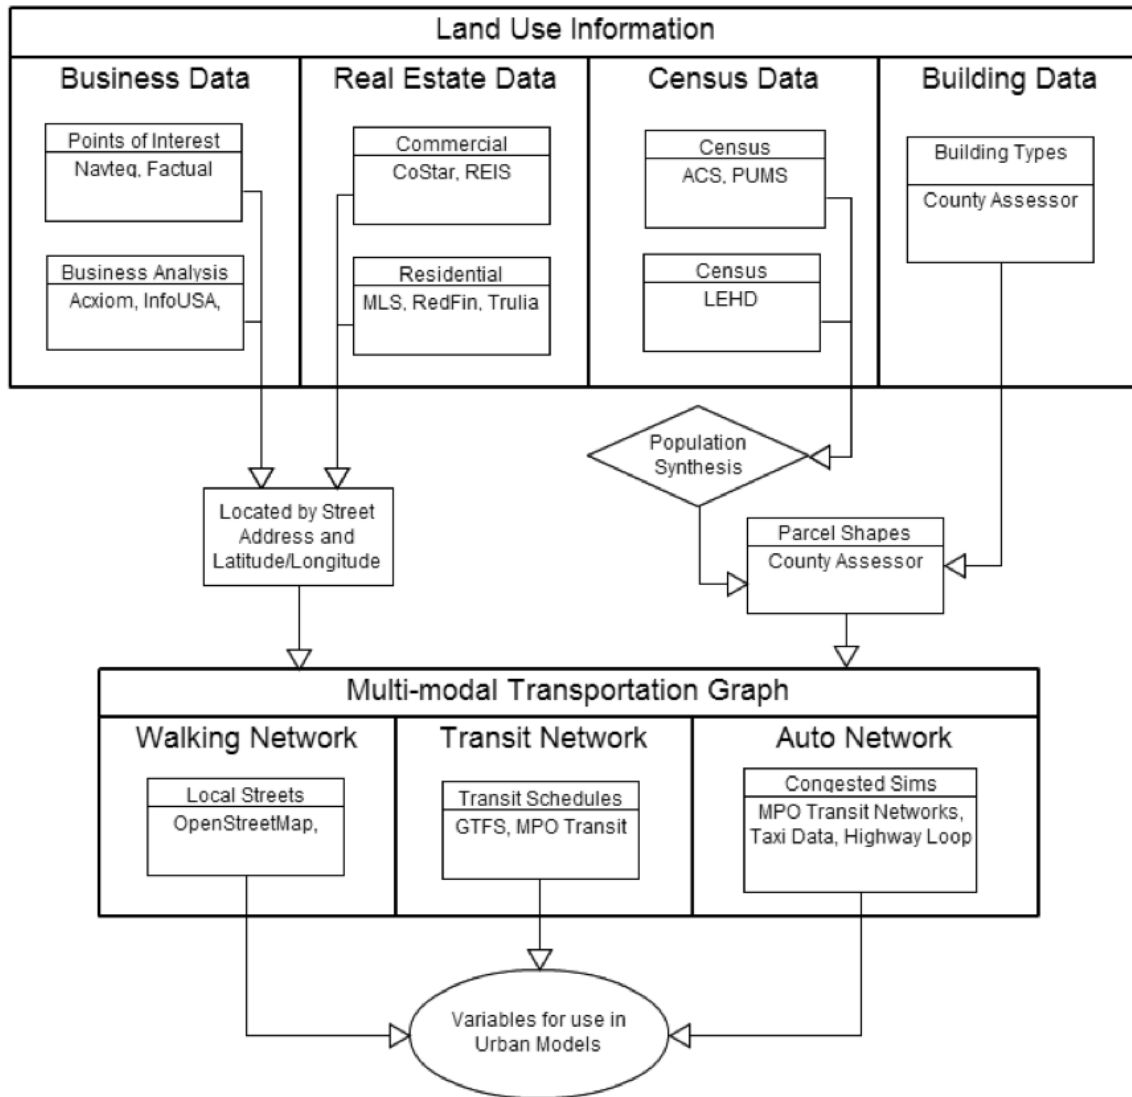 Land Use Information
Business Data
Real Estate Data
Census Data
Building Data
Points of Interest
Navteq, Factual
Business Analysis
Acxiom, InfoUSA,
Commercial
CoStar, REIS
Residential
MLS, RedFin, Trulia
Census
ACS, PUMS
Census
LEHD
Building Types
County Assessor
Population
Synthesis
Located by Street
Address and
Latitude/Longitude
Parcel Shapes
County Assessor
Multi-modal Transportation Graph
Walking Network
Transit Network
Auto Network
Local Streets
OpenStreetMap,
Transit Schedules
GTFS, MPO Transit
Congested Sims
MPO Transit Networks,
Taxi Data, Highway Loop
Variables for use in
Urban Models